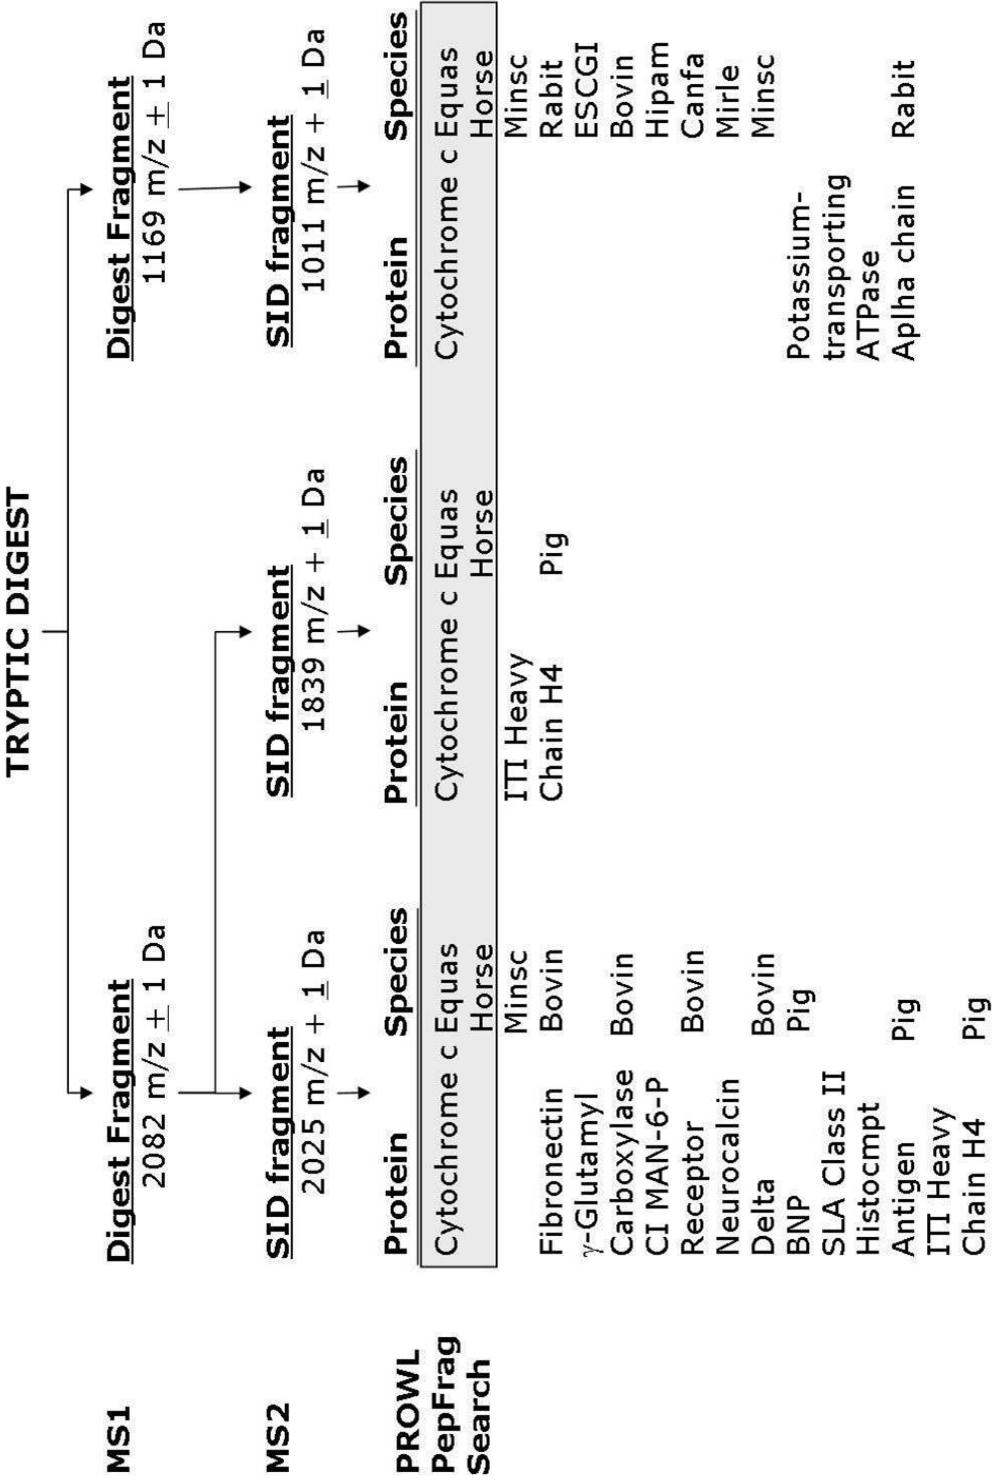 TRYPTIC DIGEST
MS1
Digest Fragment
2082 m/z ± 1 Da
Digest Fragment
1169 m/z ± 1 Da
MS2
SID fragment
2025 m/z + 1 Da
SID fragment
1839 m/z + 1 Da
SID fragment
1011 m/z + 1 Da
PROWL
PepFrag
Search
Protein Species
Cytochrome c Equas
Horse
Minsc
Fibronectin Bovin
γ-Glutamyl
Carboxylase Bovin
CI MAN-6-P
Receptor Bovin
Neurocalcin
Delta Bovin
BNP Pig
SLA Class II
Histocmpt
Antigen Pig
ITI Heavy
Chain H4 Pig
Protein Species
Cytochrome c Equas
Horse
ITI Heavy
Chain H4 Pig
Protein Species
Cytochrome c Equas
Horse
Minsc
Rabit
ESCGI
Bovin
Hipam
Canfa
Mirle
Minsc
Potassium-
transporting
ATPase
Aplha chain Rabit